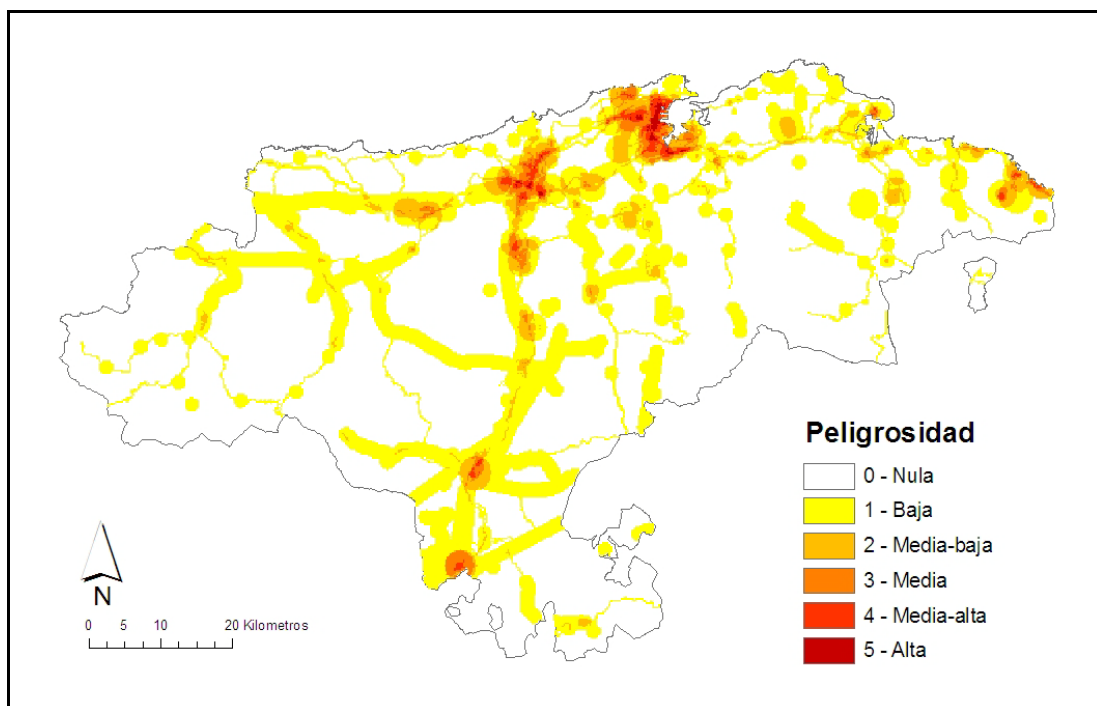 Peligrosidad
0 - Nula
1 - Baja
2 - Media-baja
3 - Media
4 - Media-alta
5 - Alta
N
0 5 10 20 Kilometros